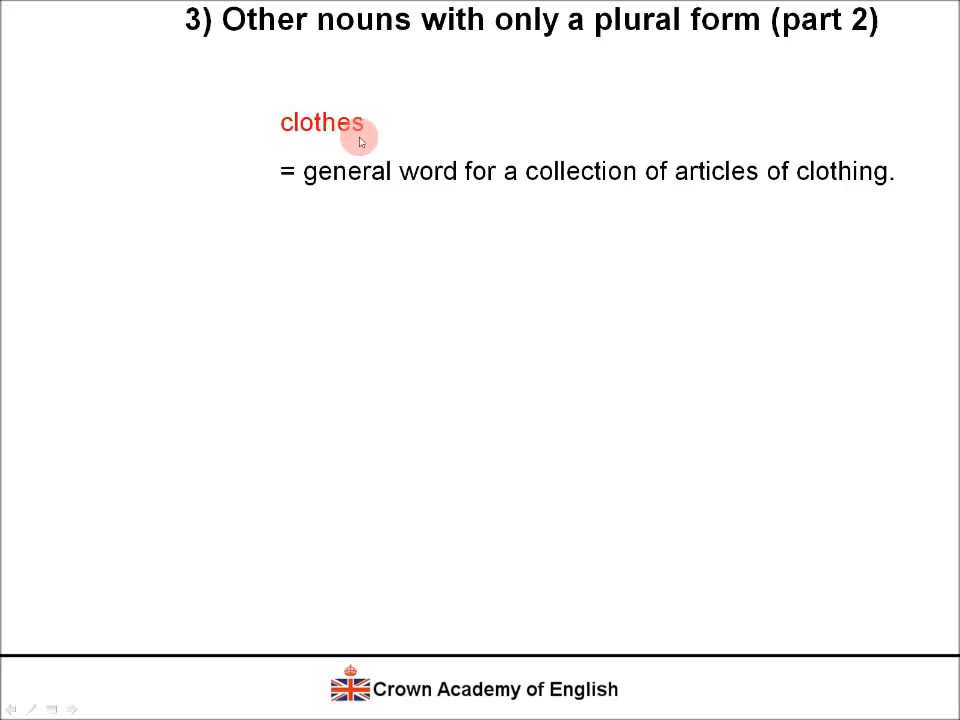 3) Other nouns with only a plural form (part 2)
clothes
= general word for a collection of articles of clothing.
Crown Academy of English